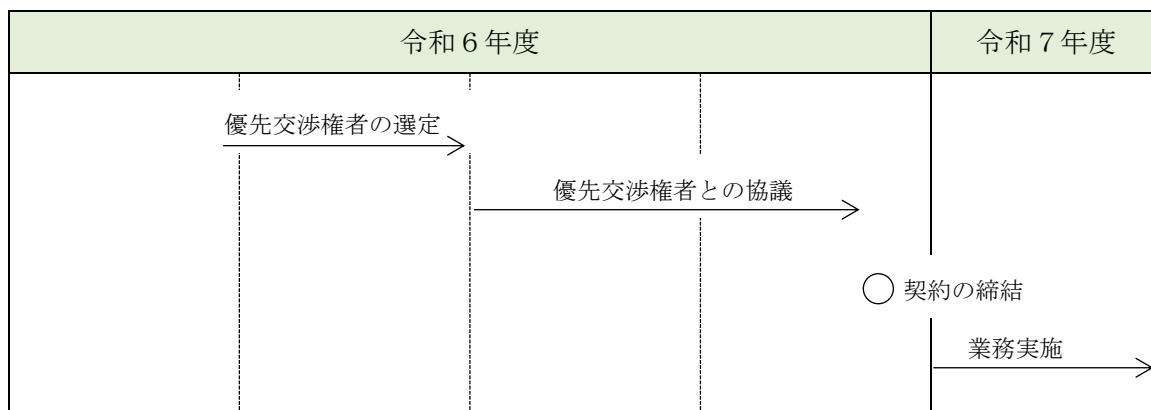 令和６年度
令和７年度
優先交渉権者の選定
優先交渉権者との協議
契約の締結
業務実施